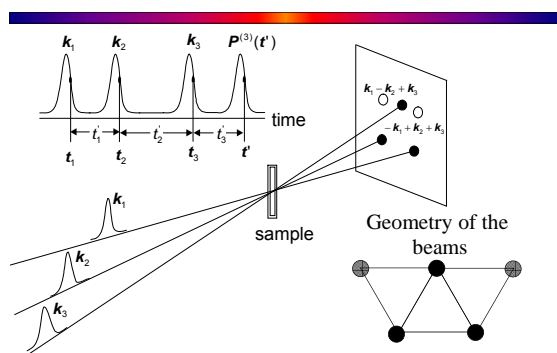 k₁ k₂ k₃ P⁽³⁾(t')
time
t'₁ t'₂ t'₃
t₁ t₂ t₃ t'
k₁ - k₂ + k₃
-k₁ + k₂ + k₃
sample
k₁
k₂
k₃
Geometry of the
beams